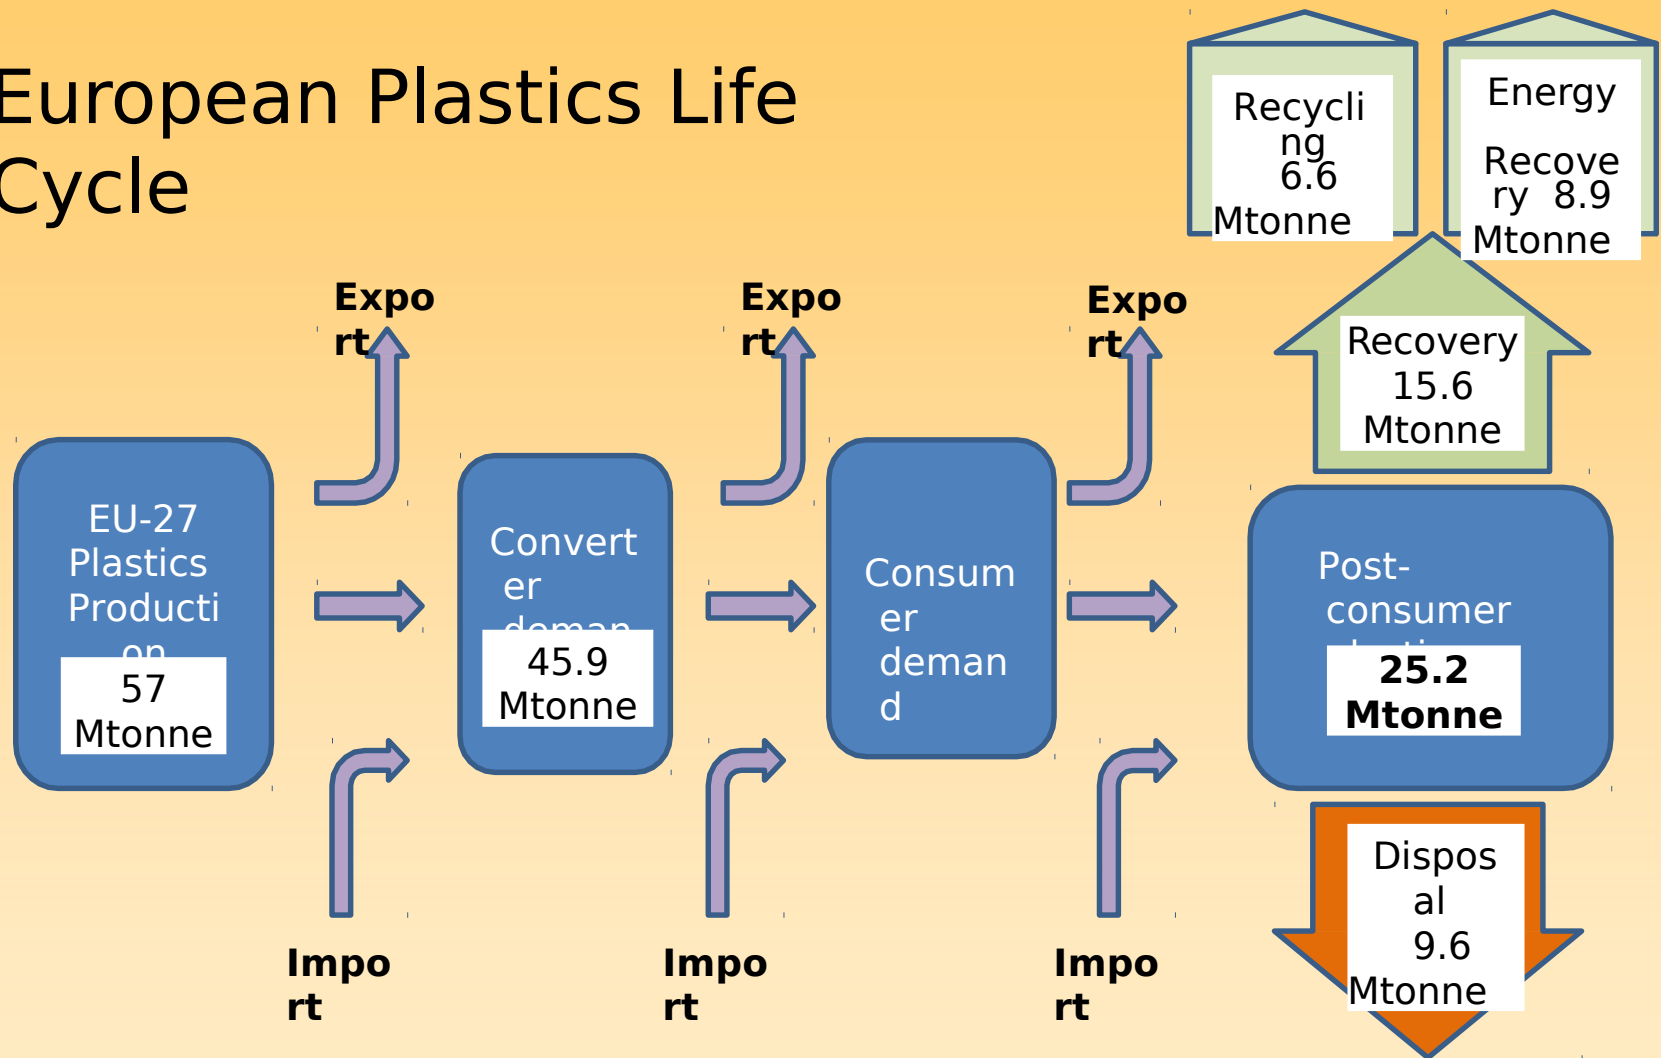 European Plastics Life
Cycle
Recycli
ng
6.6
Mtonne
Energy
Recove
ry 8.9
Mtonne
Expo
rt
Expo
rt
Expo
rt
Recovery
15.6
Mtonne
EU-27
Plastics
Producti
on
57
Mtonne
Convert
er
deman
45.9
Mtonne
Consum
er
deman
d
Post-
consumer
25.2
Mtonne
Dispos
al
9.6
Mtonne
Impo
rt
Impo
rt
Impo
rt